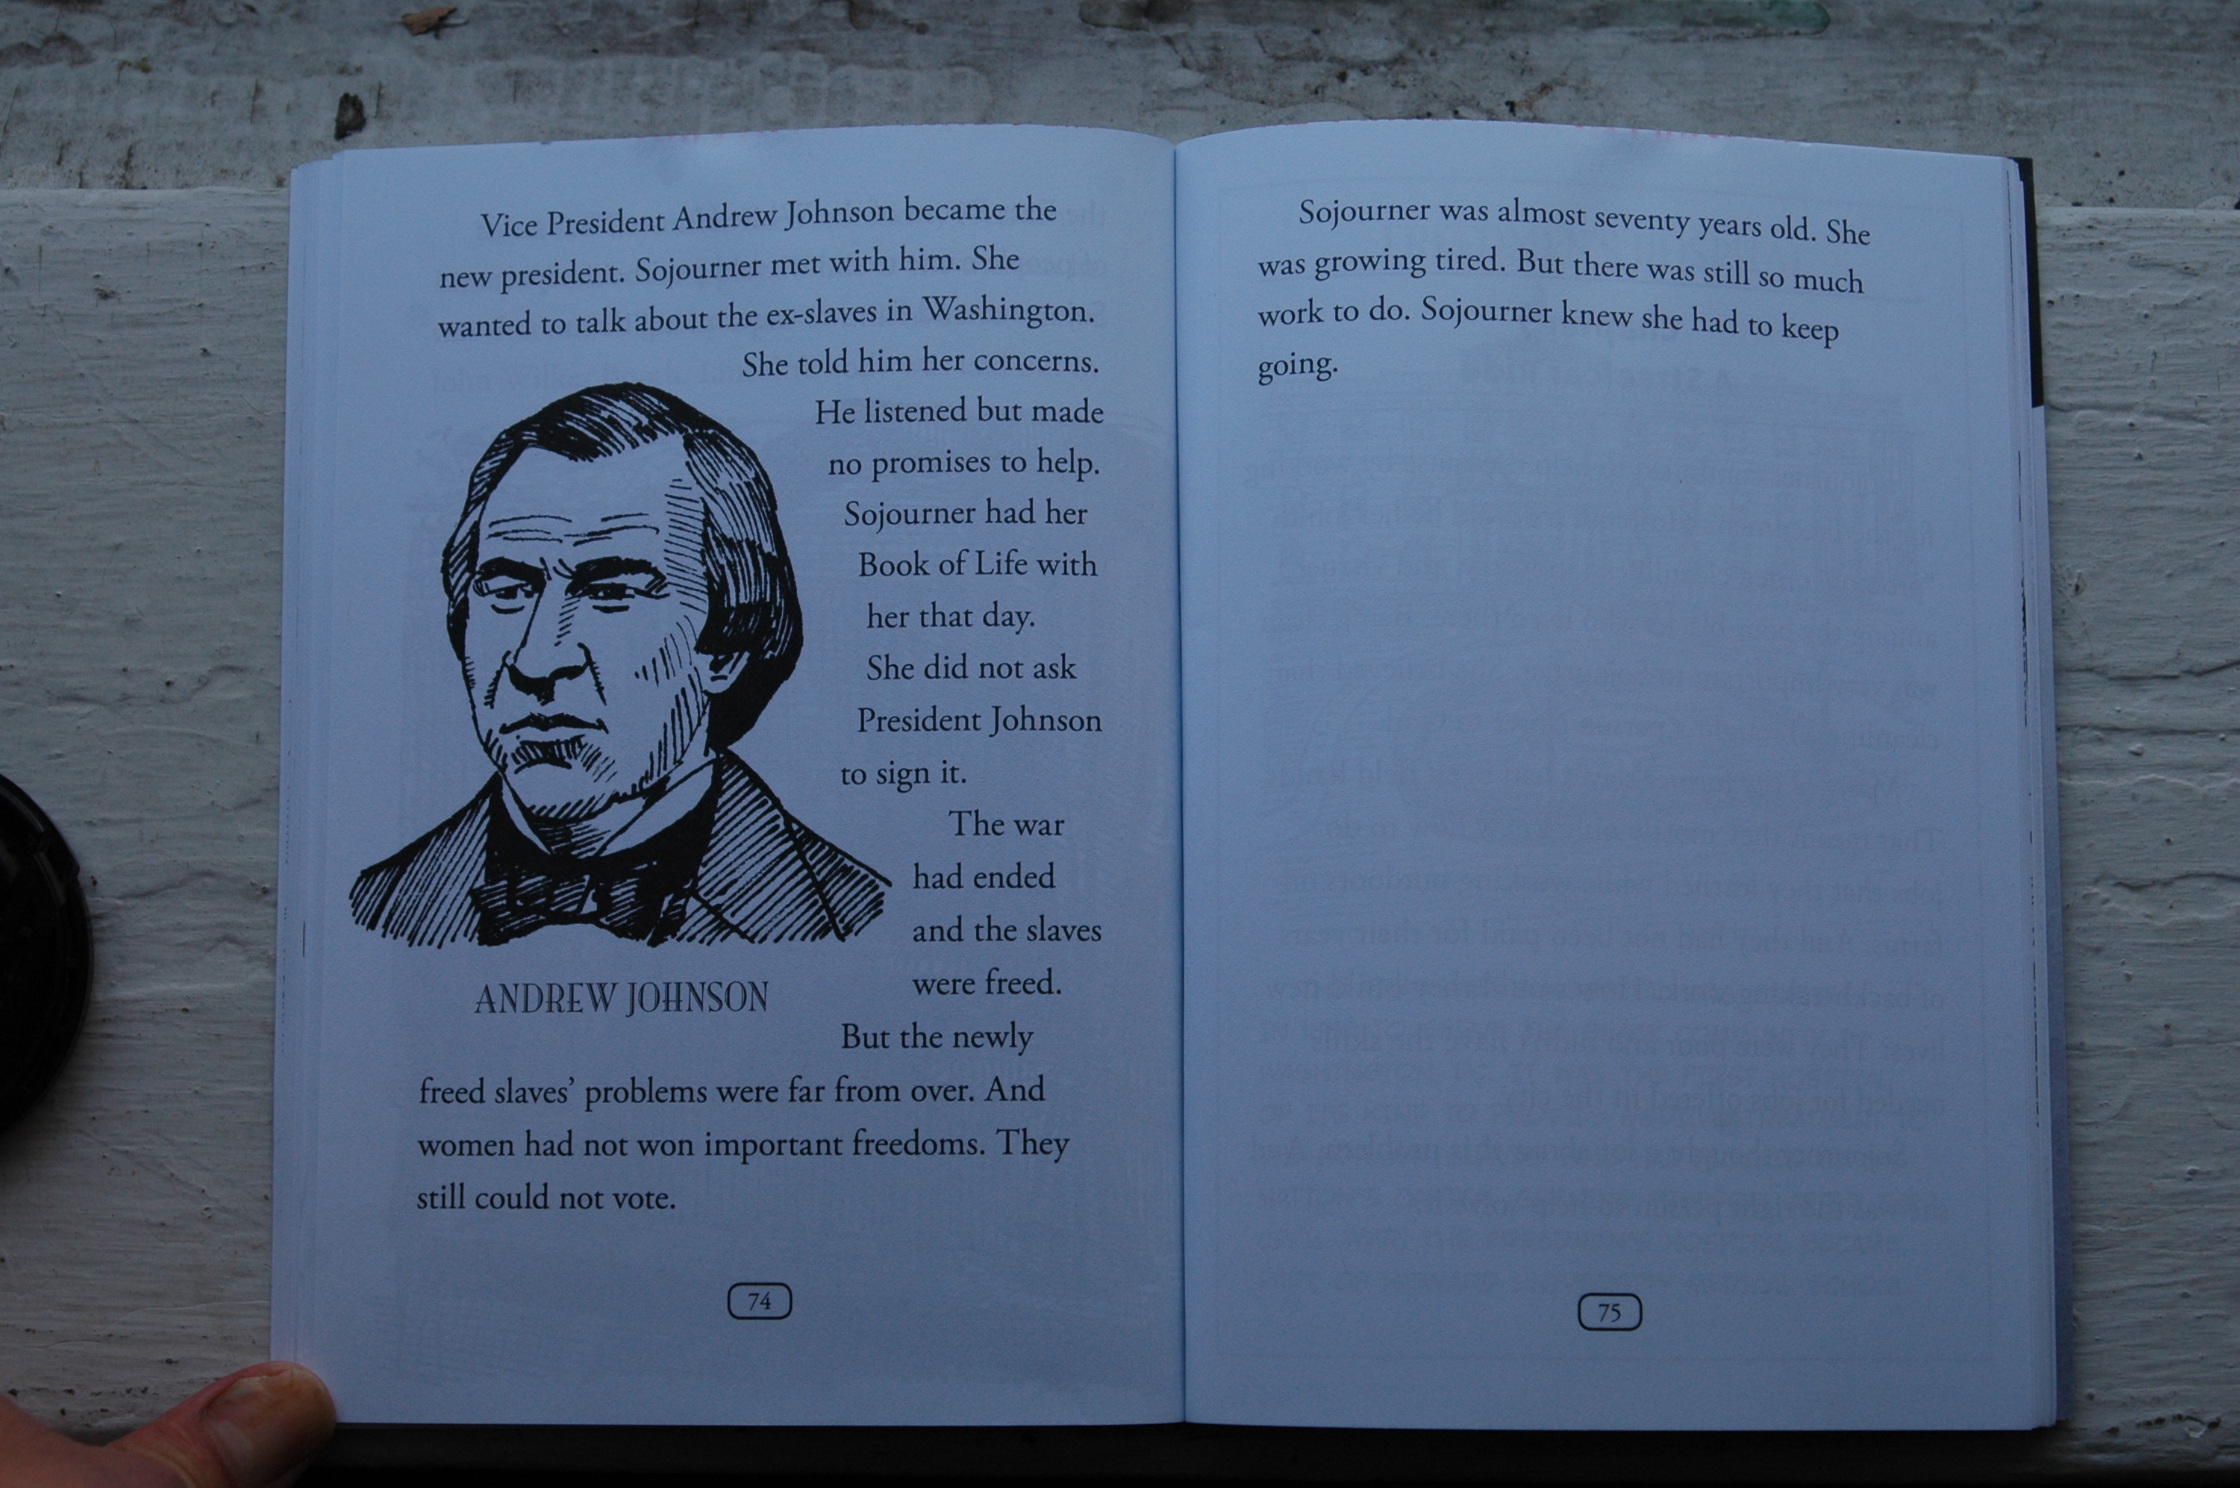 Vice President Andrew Johnson became the
new president. Sojourner met with him. She
wanted to talk about the ex-slaves in Washington.
She told him her concerns.
He listened but made
no promises to help.
Sojourner had her
Book of Life with
her that day.
She did not ask
President Johnson
to sign it.
The war
had ended
and the slaves
were freed.
ANDREW JOHNSON
But the newly
freed slaves’ problems were far from over. And
women had not won important freedoms. They
still could not vote.
74
Sojourner was almost seventy years old. She
was growing tired. But there was still so much
work to do. Sojourner knew she had to keep
going.
75